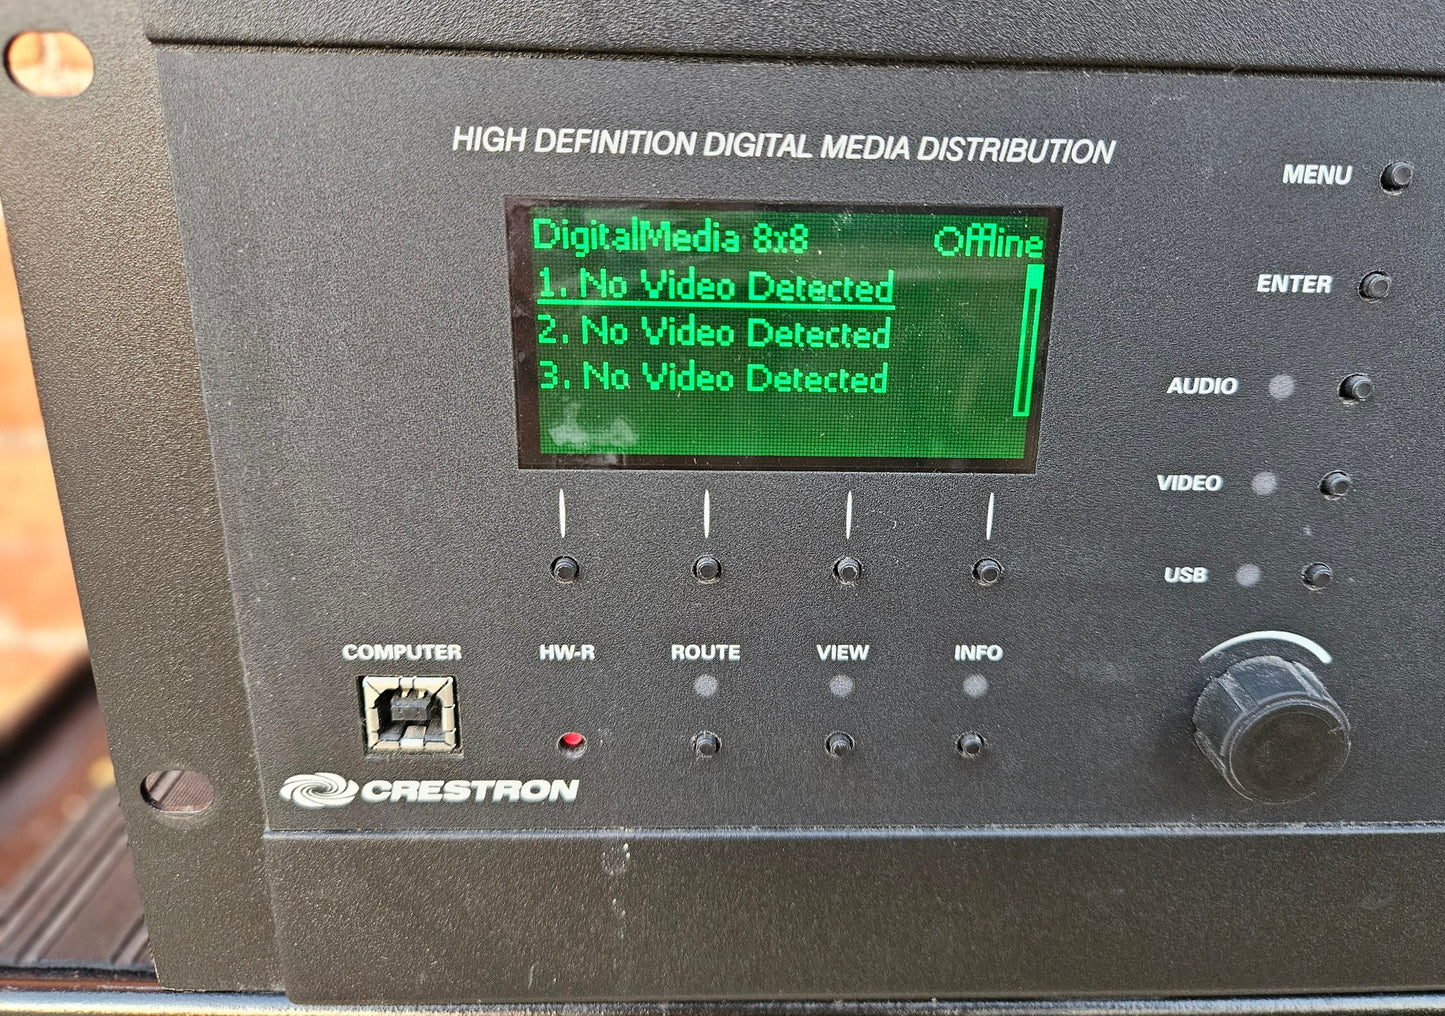 HIGH DEFINITION DIGITAL MEDIA DISTRIBUTION
DigitalMedia 8x8 Offline
1. No Video Detected
2. No Video Detected
3. No Video Detected
MENU
ENTER
AUDIO
VIDEO
USB
COMPUTER HW-R ROUTE VIEW INFO
CRESTRON